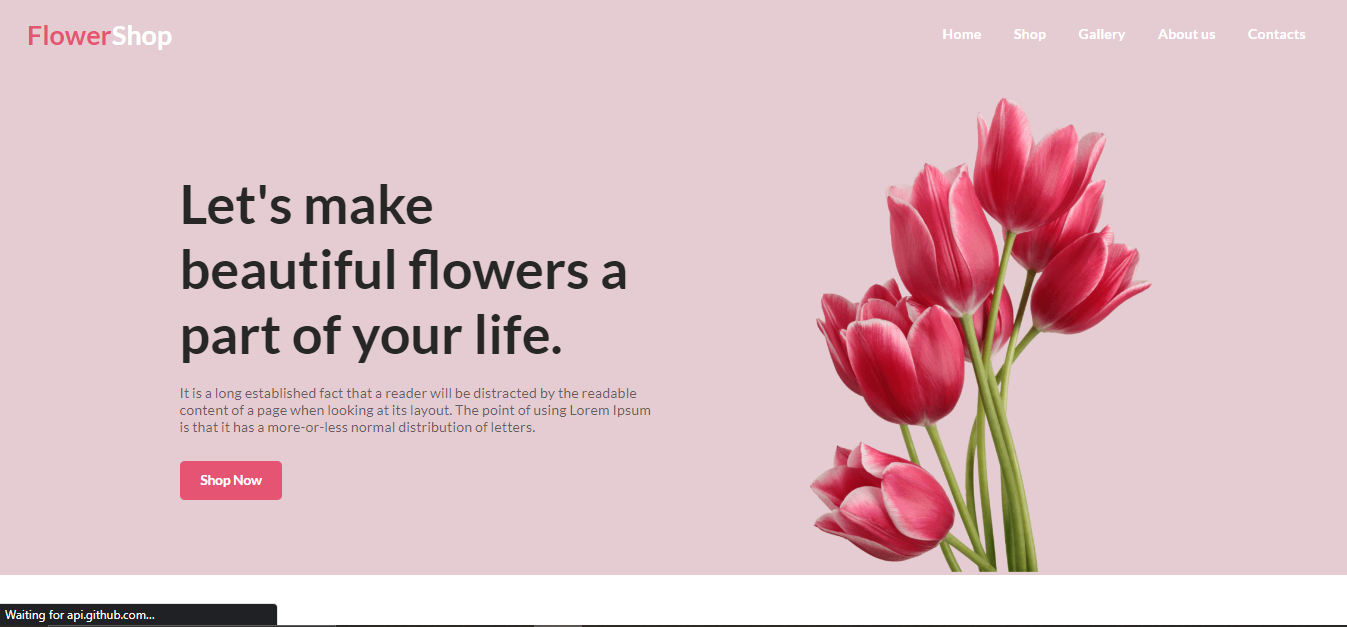 FlowerShop
Home Shop Gallery About us Contacts
Let's make
beautiful flowers a
part of your life.
It is a long established fact that a reader will be distracted by the readable
content of a page when looking at its layout. The point of using Lorem Ipsum
is that it has a more-or-less normal distribution of letters.
Shop Now
Waiting for api.github.com...